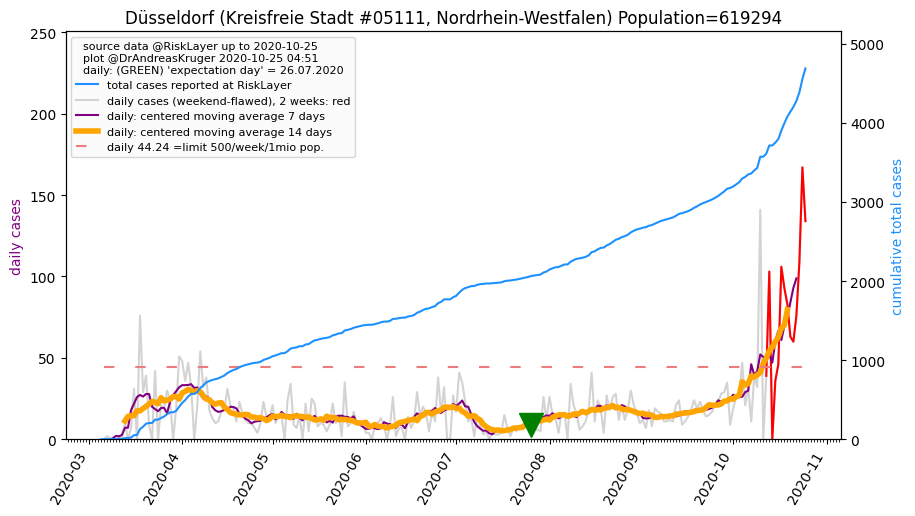 Düsseldorf (Kreisfreie Stadt #05111, Nordrhein-Westfalen) Population=619294
source data @RiskLayer up to 2020-10-25
plot @DrAndreasKruger 2020-10-25 04:51
daily: (GREEN) 'expectation day' = 26.07.2020
total cases reported at RiskLayer
daily cases (weekend-flawed), 2 weeks: red
daily: centered moving average 7 days
daily: centered moving average 14 days
daily 44.24 =limit 500/week/1mio pop.
daily cases
250
200
150
100
50
0
cumulative total cases
5000
4000
3000
2000
1000
0
2020-03
2020-04
2020-05
2020-06
2020-07
2020-08
2020-09
2020-10
2020-11